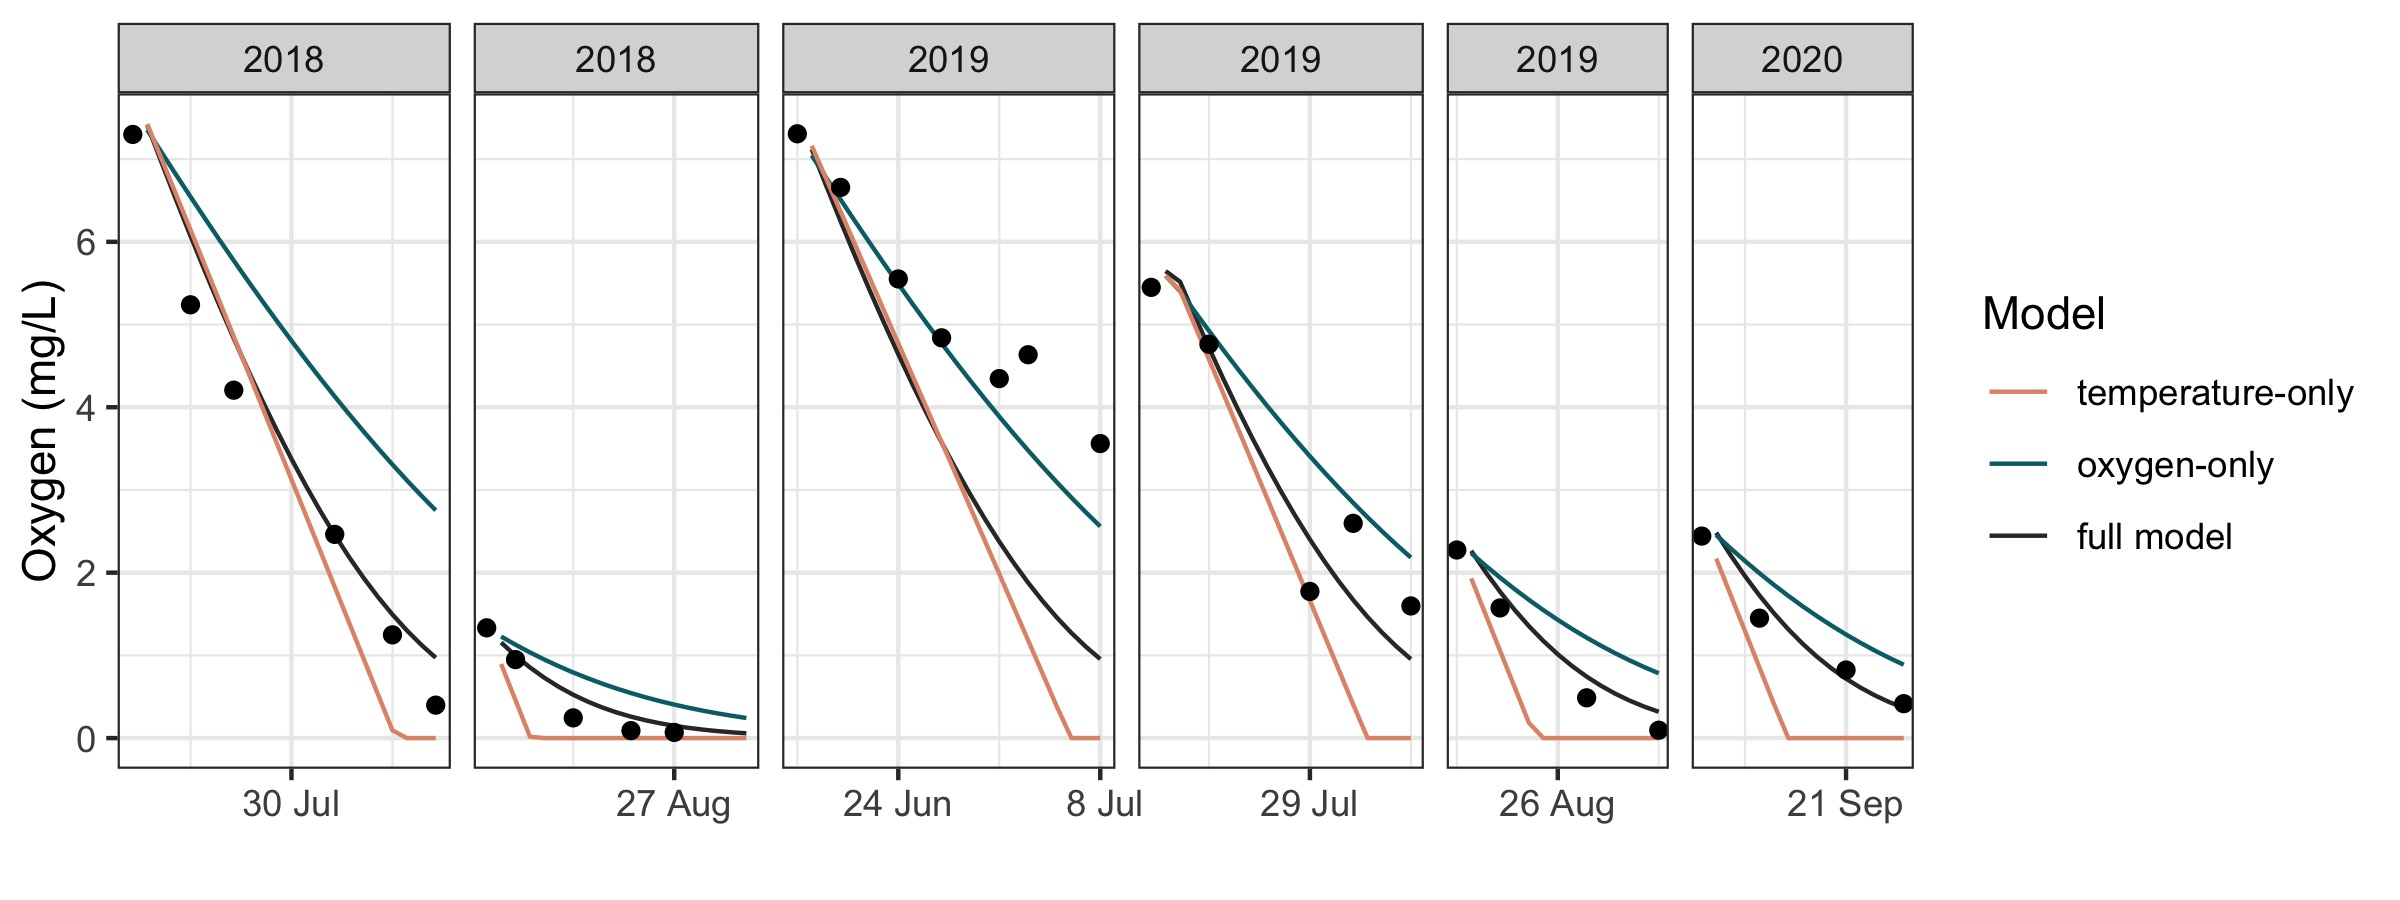 2018 2018 2019 2019 2019 2020
Oxygen (mg/L)
6
4
2
0
30 Jul 27 Aug 24 Jun 8 Jul 29 Jul 26 Aug 21 Sep
Model
temperature-only
oxygen-only
full model